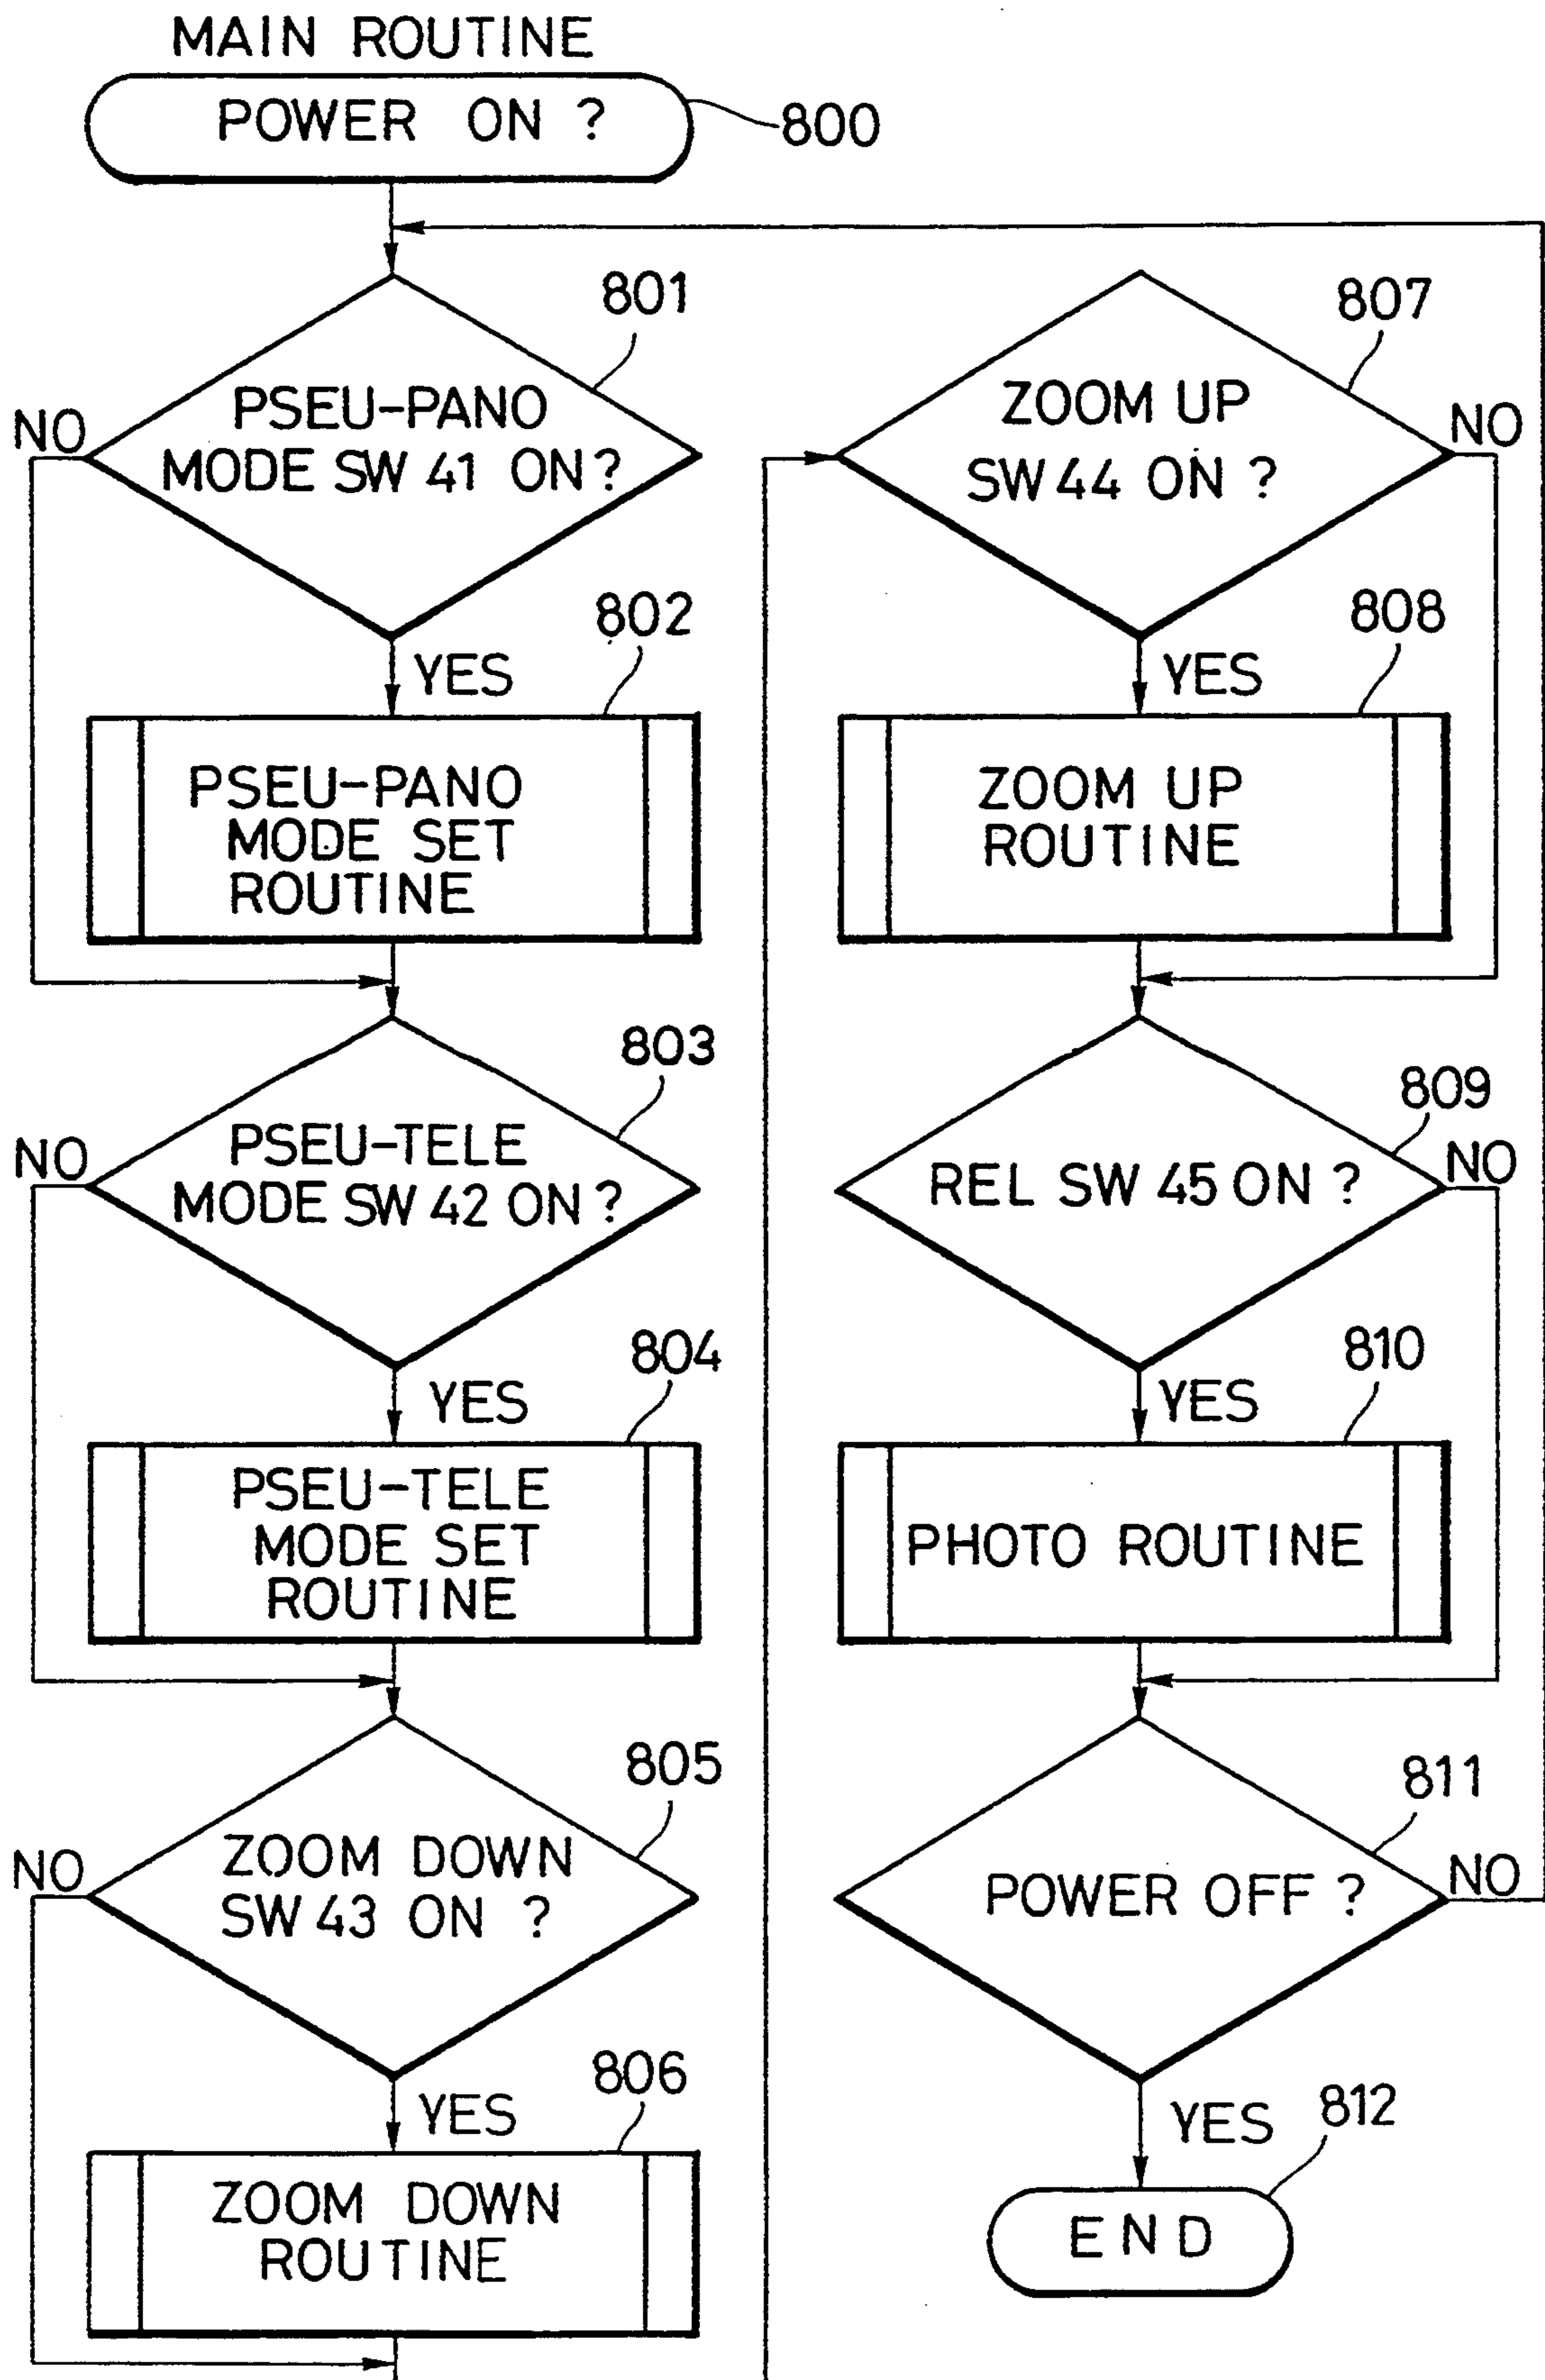 MAIN ROUTINE
POWER ON ?
800
801
PSEU-PANO
MODE SW 41 ON ?
NO
YES
802
PSEU-PANO
MODE SET
ROUTINE
803
PSEU-TELE
MODE SW 42 ON ?
NO
YES
804
PSEU-TELE
MODE SET
ROUTINE
805
ZOOM DOWN
SW 43 ON ?
NO
YES
806
ZOOM DOWN
ROUTINE
807
ZOOM UP
SW 44 ON ?
NO
YES
808
ZOOM UP
ROUTINE
809
REL SW 45 ON ?
NO
YES
810
PHOTO ROUTINE
811
POWER OFF ?
NO
YES
812
END